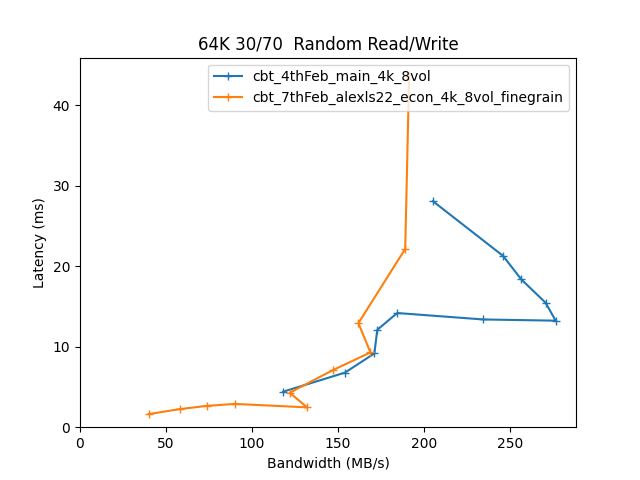 64K 30/70  Random Read/Write
cbt_4thFeb_main_4k_8vol
cbt_7thFeb_alexls22_econ_4k_8vol_finegrain
Latency (ms)
40
30
20
10
0
0 50 100 150 200 250
Bandwidth (MB/s)